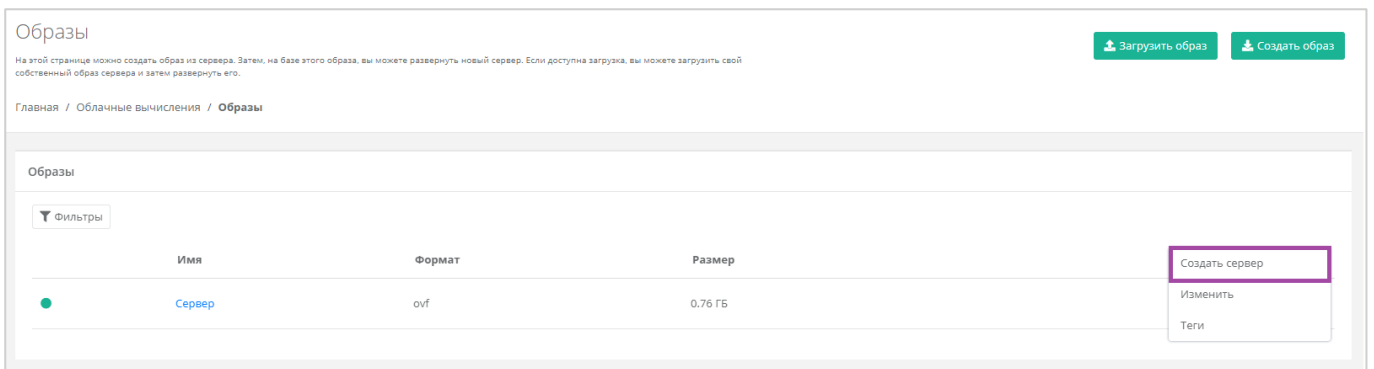 Образы
Загрузить образ
Создать образ
На этой странице можно создать образ из сервера. Затем, на базе этого образа, вы можете развернуть новый сервер. Если доступна загрузка, вы можете загрузить свой
собственный образ сервера и затем развернуть его.
Главная / Облачные вычисления / Образы
Образы
Фильтры
Имя Формат Размер
Создать сервер
Сервер ovf 0.76 ГБ
Изменить
Теги